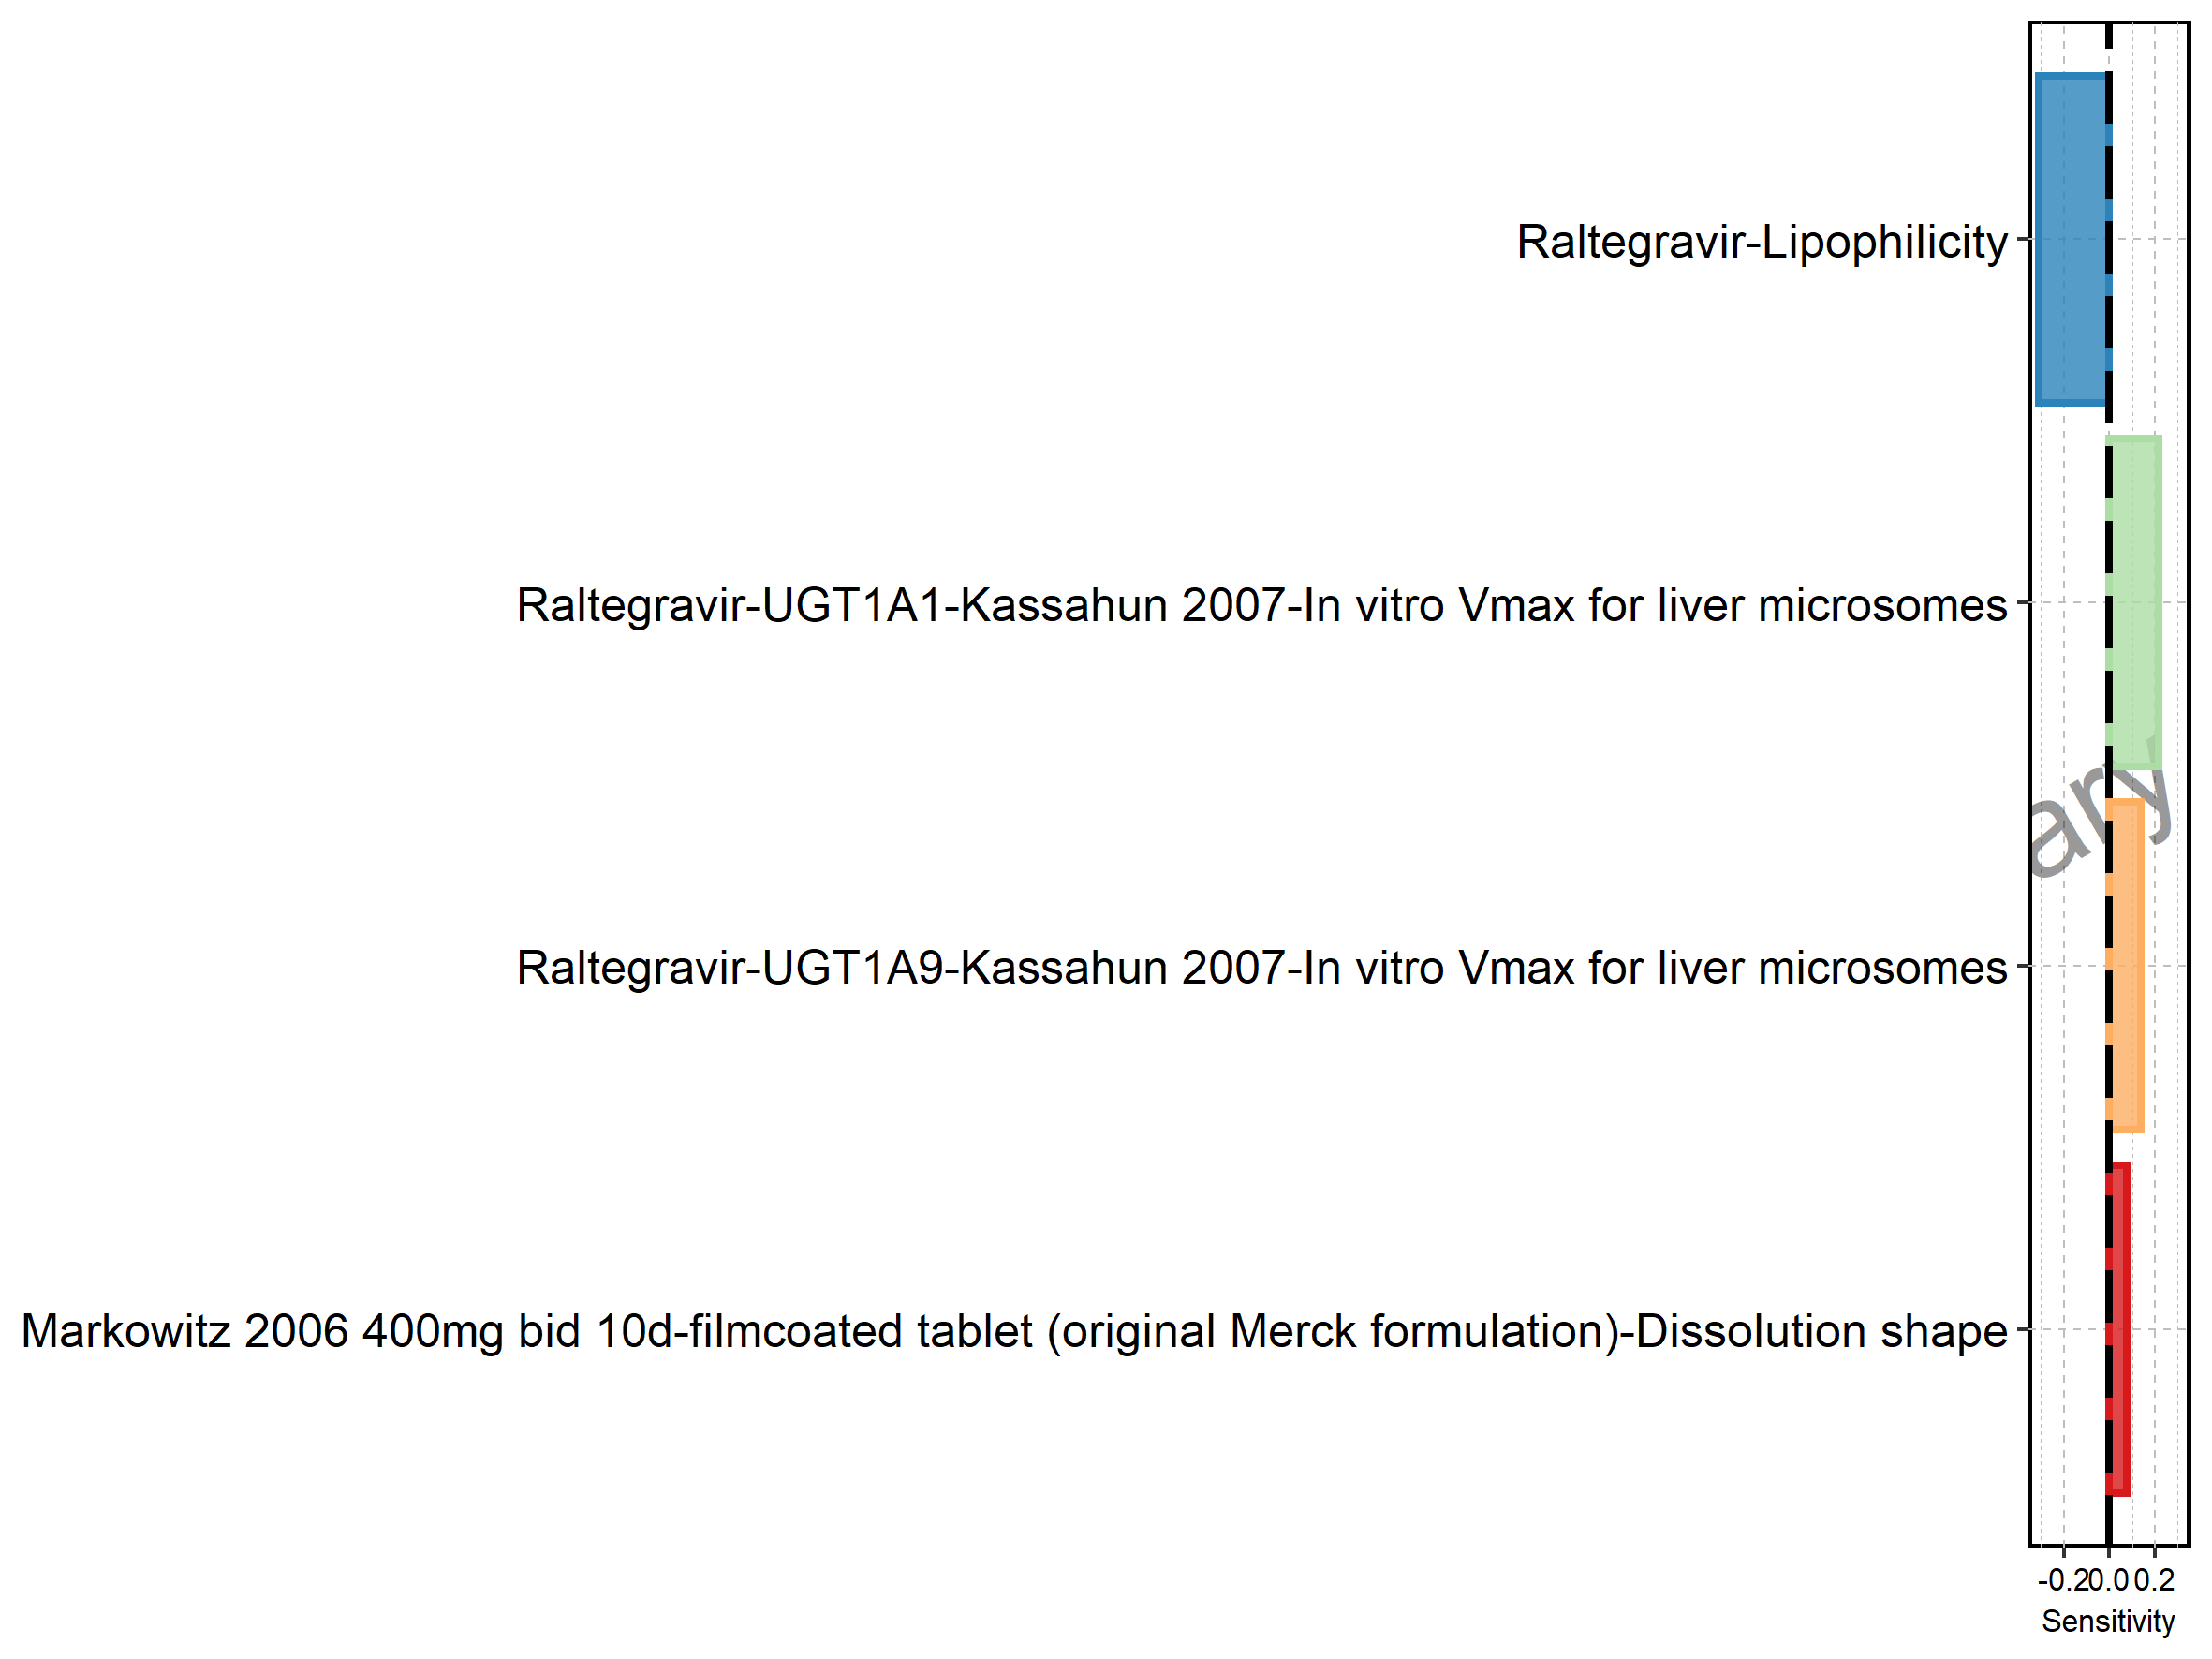 Raltegravir-Lipophilicity
Raltegravir-UGT1A1-Kassahun 2007-In vitro Vmax for liver microsomes
Raltegravir-UGT1A9-Kassahun 2007-In vitro Vmax for liver microsomes
Markowitz 2006 400mg bid 10d-filmcoated tablet (original Merck formulation)-Dissolution shape
-0.2 0.0 0.2
Sensitivity
ary